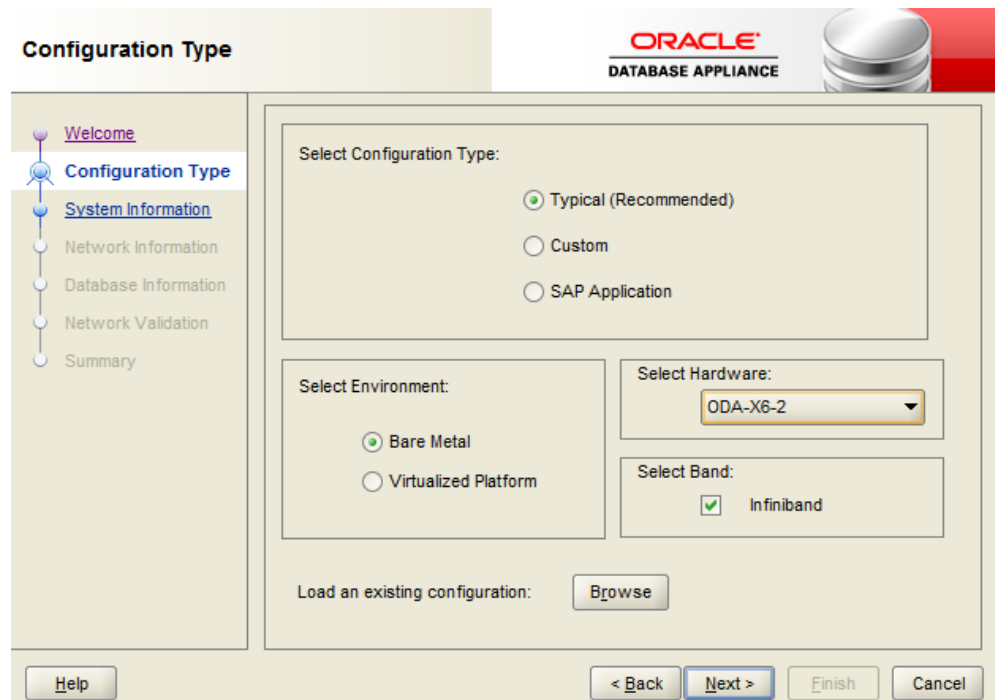 Configuration Type
ORACLE
DATABASE APPLIANCE
Welcome
Configuration Type
System Information
Network Information
Database Information
Network Validation
Summary
Select Configuration Type:
Typical (Recommended)
Custom
SAP Application
Select Environment:
Bare Metal
Virtualized Platform
Select Hardware:
ODA-X6-2
Select Band:
Infiniband
Load an existing configuration:
Browse
Help
< Back
Next >
Finish
Cancel